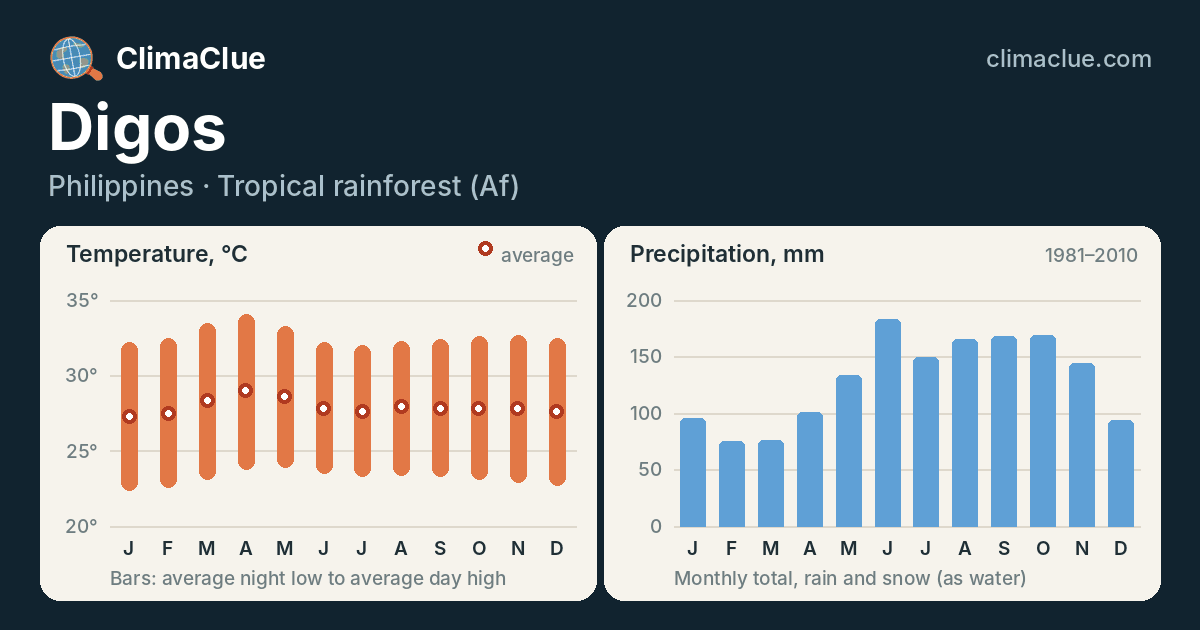 ClimaClue
climaclue.com
Digos
Philippines · Tropical rainforest (Af)
Temperature, °C
average
35°
30°
25°
20°
J F M A M J J A S O N D
Bars: average night low to average day high
Precipitation, mm
1981–2010
200
150
100
50
0
J F M A M J J A S O N D
Monthly total, rain and snow (as water)